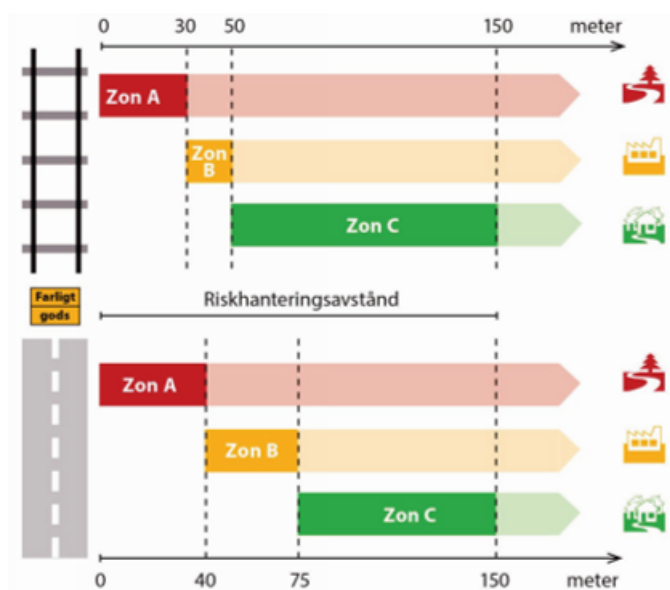 0 30 50 150 meter
Zon A
Zon
B
Zon C
Farligt
gods
Riskhanteringsavstånd
Zon A
Zon B
Zon C
0 40 75 150 meter